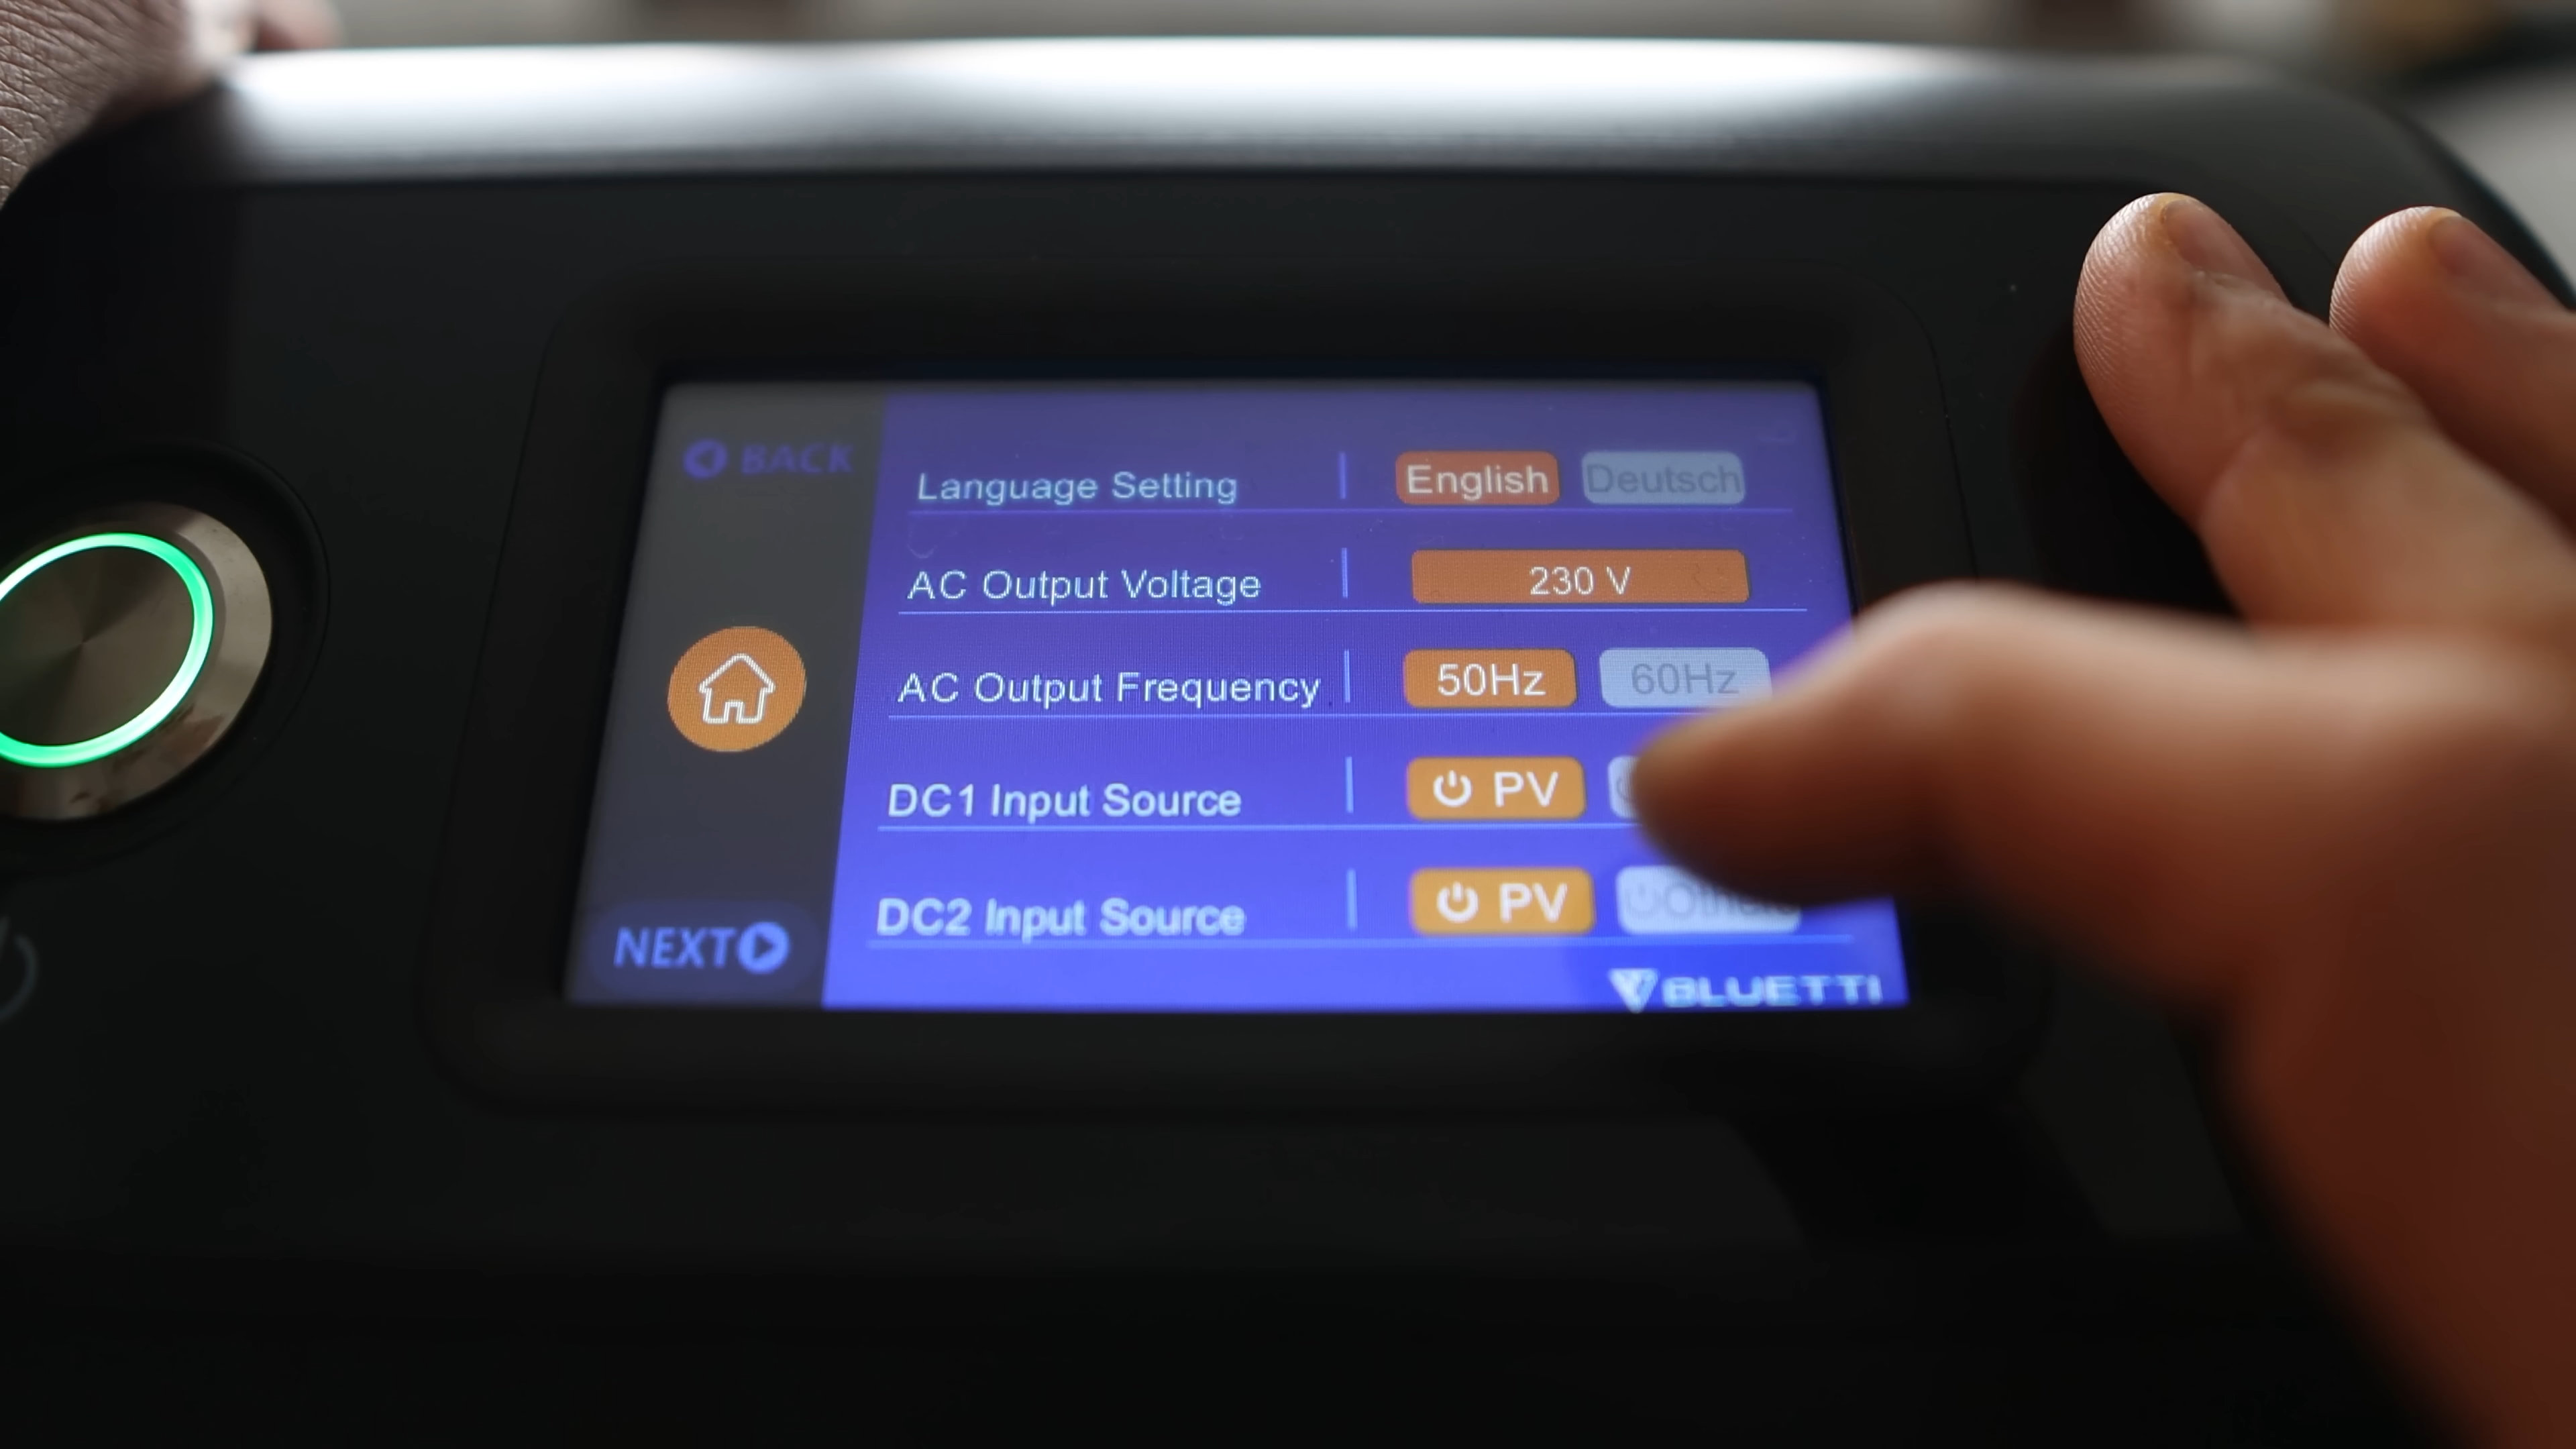 BACK
Language Setting English Deutsch
AC Output Voltage 230 V
AC Output Frequency 50Hz 60Hz
DC1 Input Source PV
DC2 Input Source PV
NEXT
BLUETTI